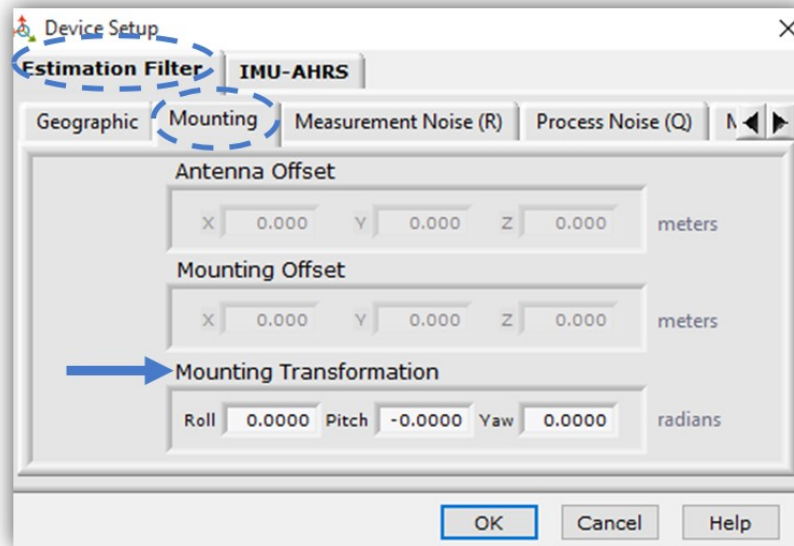 Device Setup
Estimation Filter IMU-AHRS
Geographic Mounting Measurement Noise (R) Process Noise (Q)
Antenna Offset
X 0.000 Y 0.000 Z 0.000 meters
Mounting Offset
X 0.000 Y 0.000 Z 0.000 meters
Mounting Transformation
Roll 0.0000 Pitch -0.0000 Yaw 0.0000 radians
OK Cancel Help